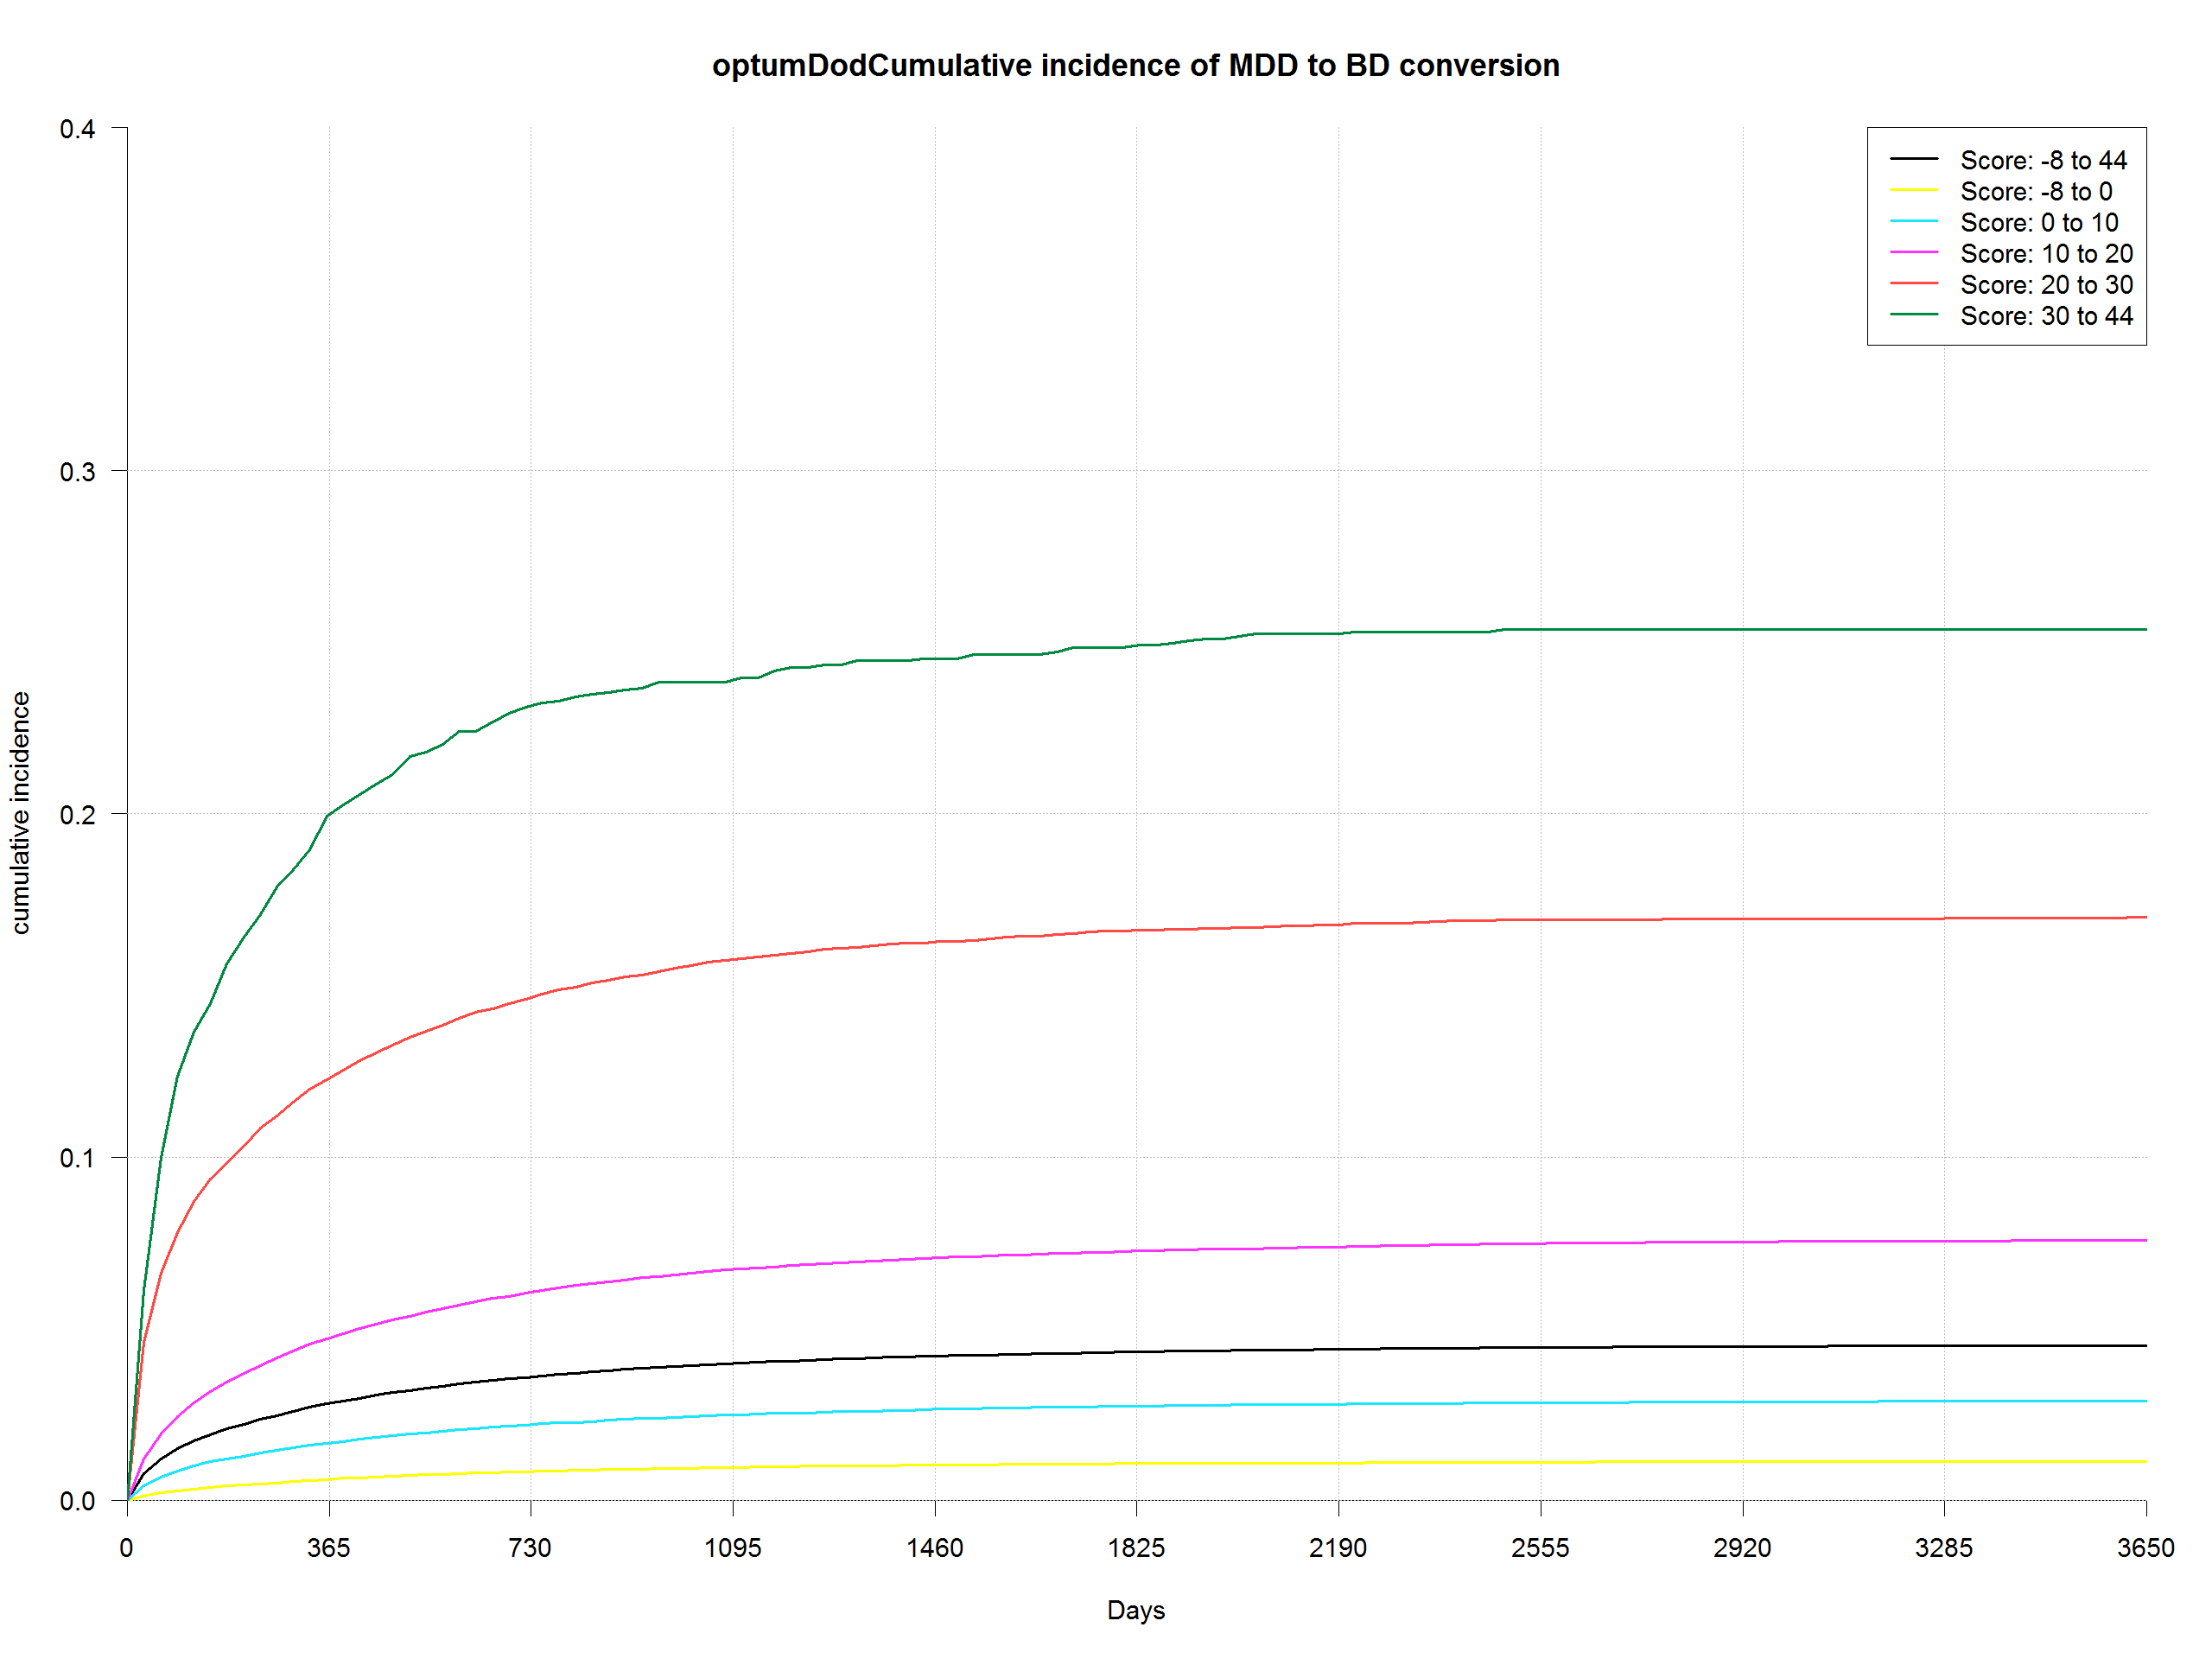 optumDodCumulative incidence of MDD to BD conversion
0.4
0.3
0.2
0.1
0.0
cumulative incidence
Score: -8 to 44
Score: -8 to 0
Score: 0 to 10
Score: 10 to 20
Score: 20 to 30
Score: 30 to 44
0 365 730 1095 1460 1825 2190 2555 2920 3285 3650
Days